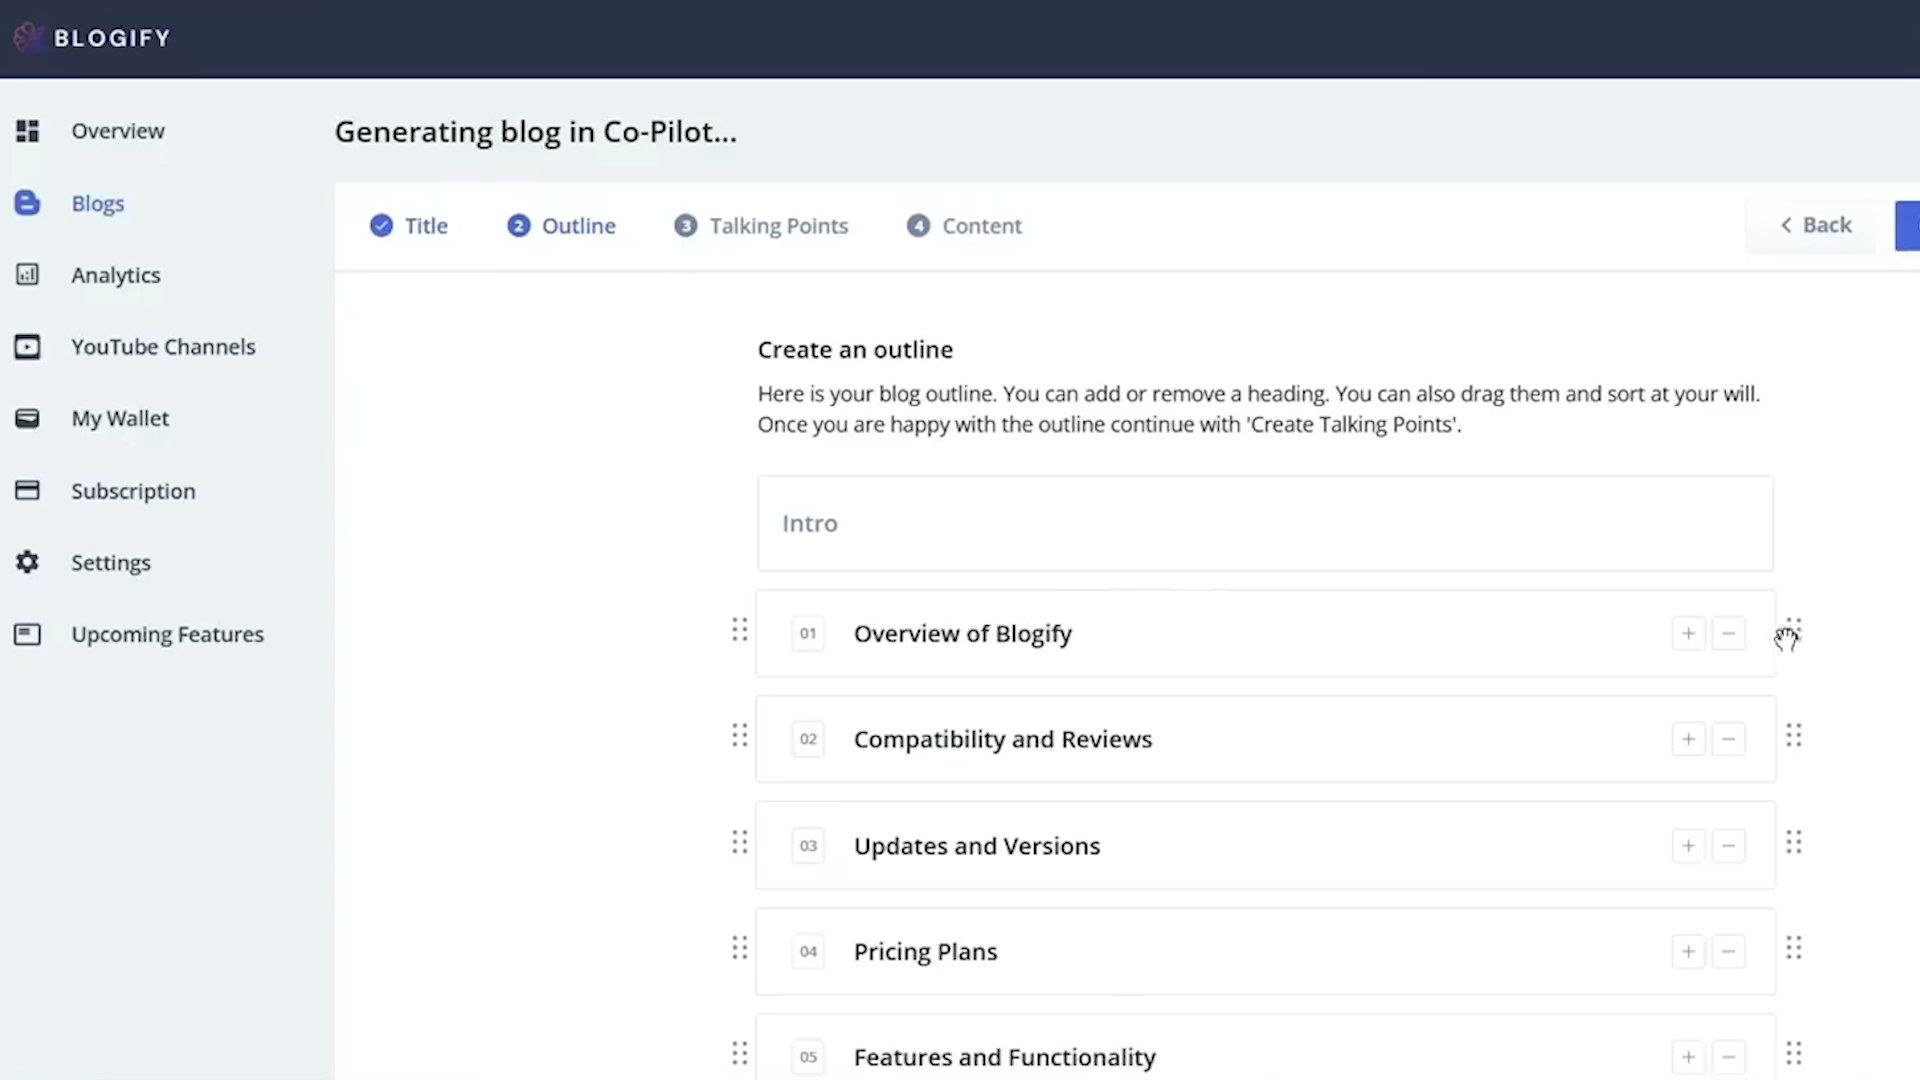 BLOGIFY
Overview
Blogs
Analytics
YouTube Channels
My Wallet
Subscription
Settings
Upcoming Features
Generating blog in Co-Pilot...
Title
2 Outline
3 Talking Points
4 Content
Back
Create an outline
Here is your blog outline. You can add or remove a heading. You can also drag them and sort at your will.
Once you are happy with the outline continue with 'Create Talking Points'.
Intro
01 Overview of Blogify
02 Compatibility and Reviews
03 Updates and Versions
04 Pricing Plans
05 Features and Functionality